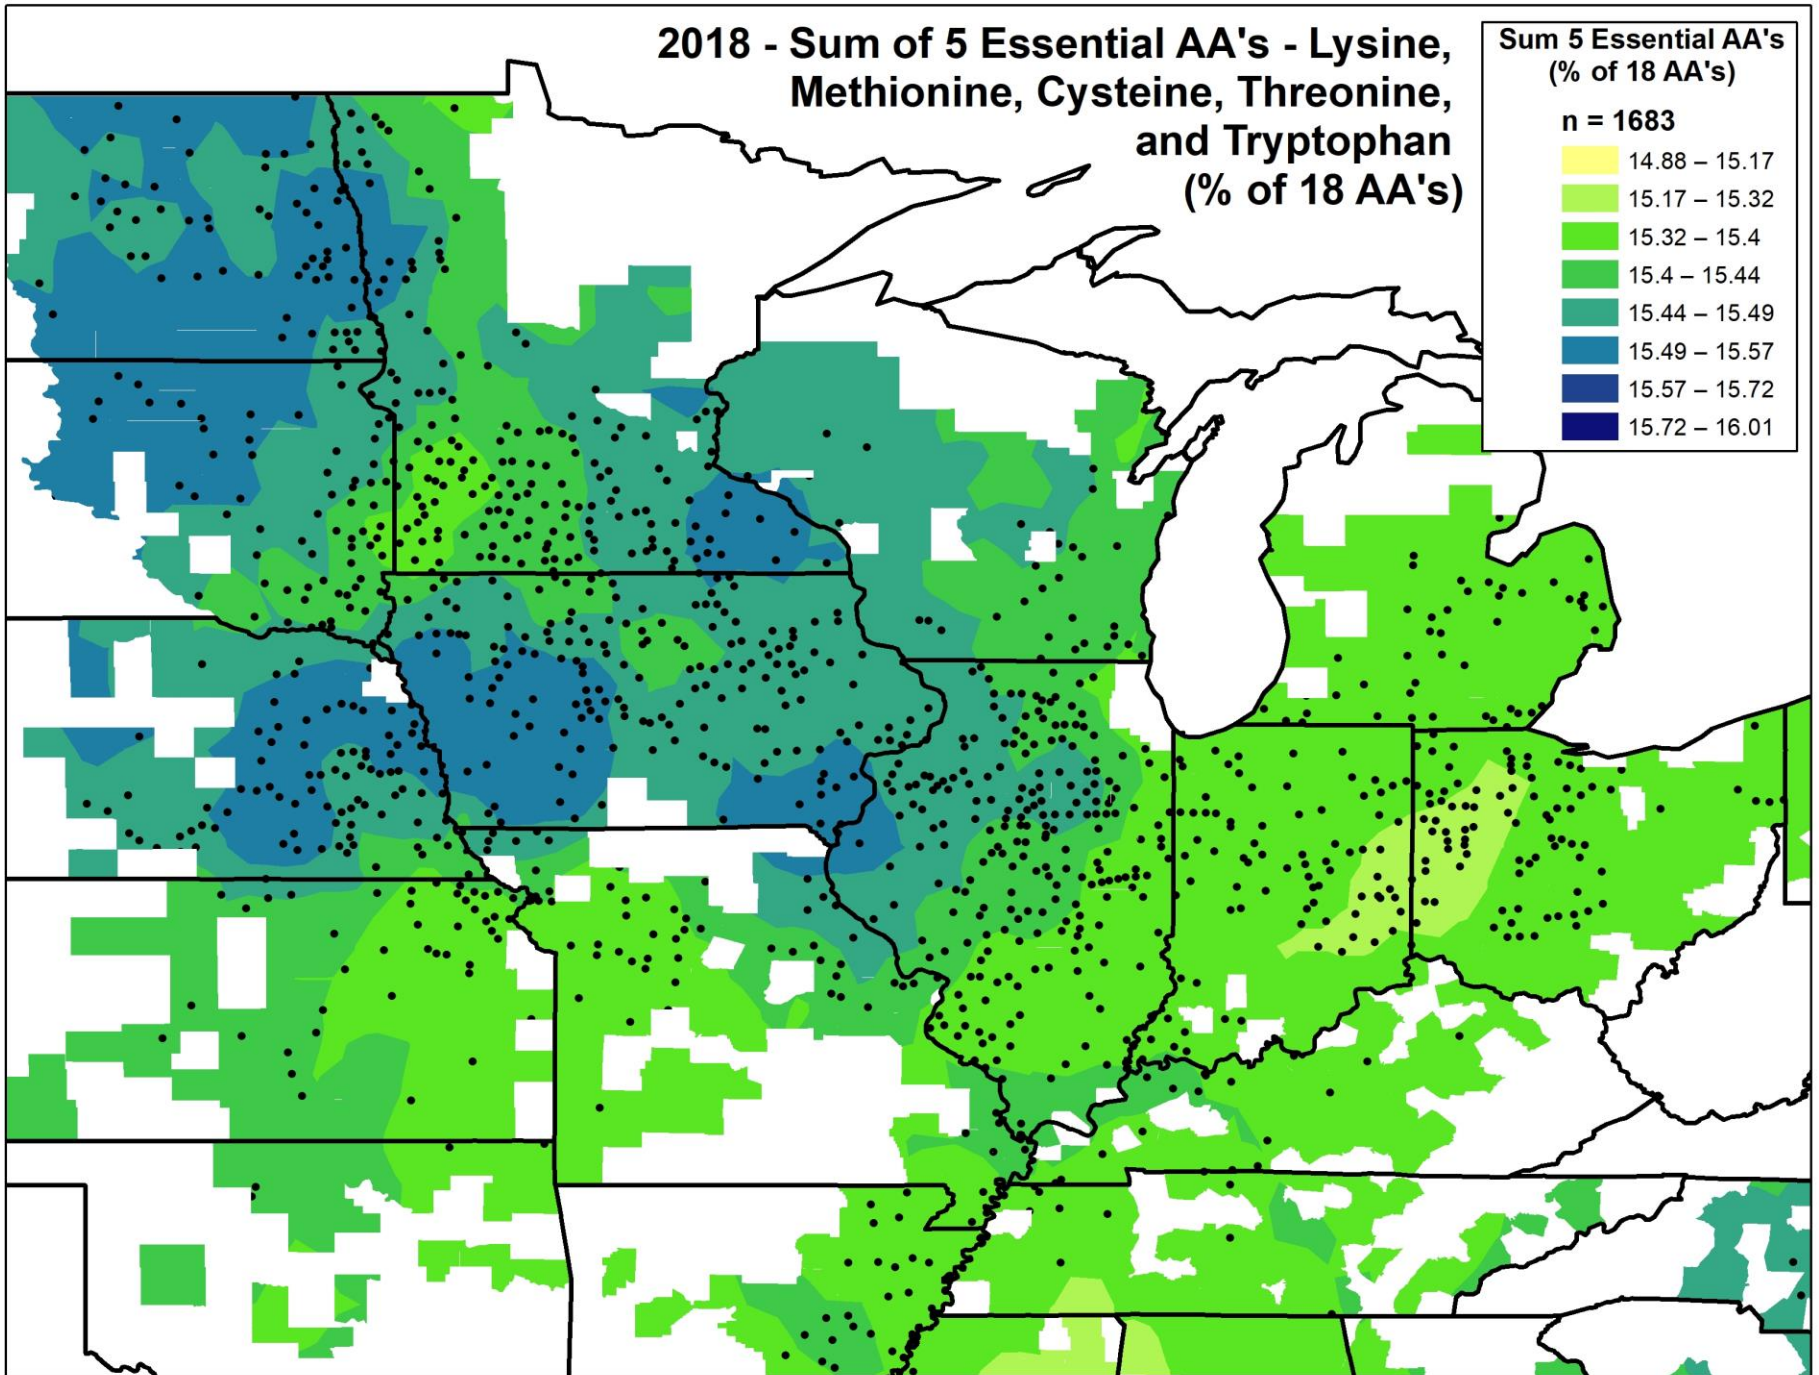 2018 - Sum of 5 Essential AA's - Lysine,
Methionine, Cysteine, Threonine,
and Tryptophan
(% of 18 AA's)
Sum 5 Essential AA's
(% of 18 AA's)
n = 1683
14.88 – 15.17
15.17 – 15.32
15.32 – 15.4
15.4 – 15.44
15.44 – 15.49
15.49 – 15.57
15.57 – 15.72
15.72 – 16.01